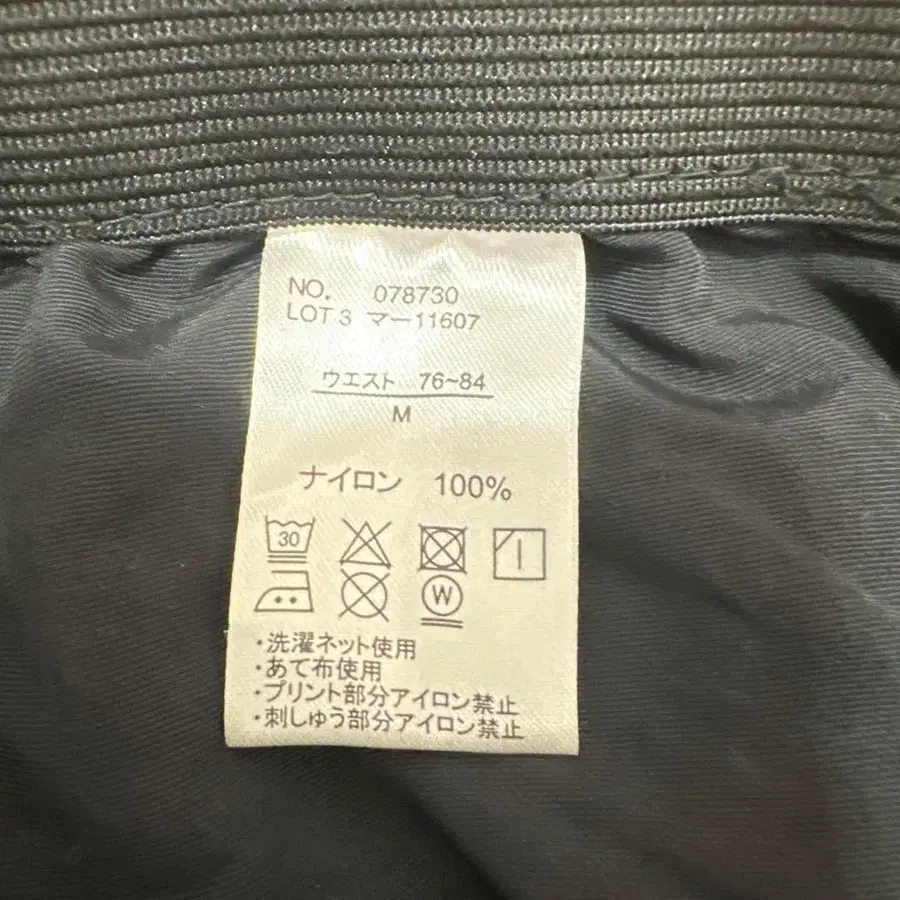 NO. 078730
LOT 3 マー11607
ウエスト 76~84
M
ナイロン 100%
30
W
・洗濯ネット使用
・あて布使用
・プリント部分アイロン禁止
・刺しゅう部分アイロン禁止